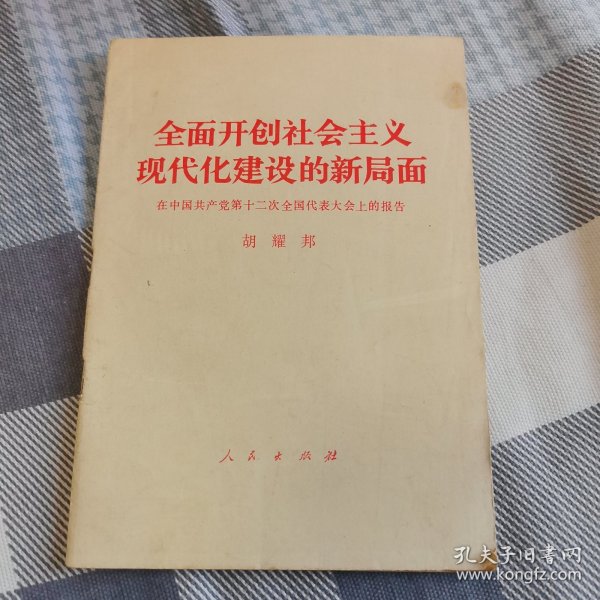 全面开创社会主义
现代化建设的新局面
在中国共产党第十二次全国代表大会上的报告
胡耀邦
人民出版社
孔夫子旧书网
www.kongfz.com